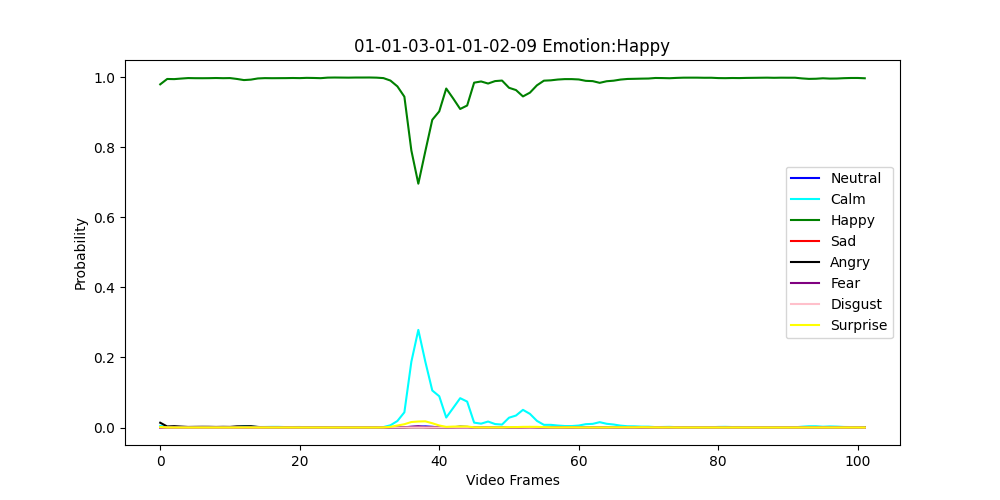 01-01-03-01-01-02-09 Emotion:Happy
Probability
1.0
0.8
0.6
0.4
0.2
0.0
0
20
40
60
80
100
Video Frames
Neutral
Calm
Happy
Sad
Angry
Fear
Disgust
Surprise